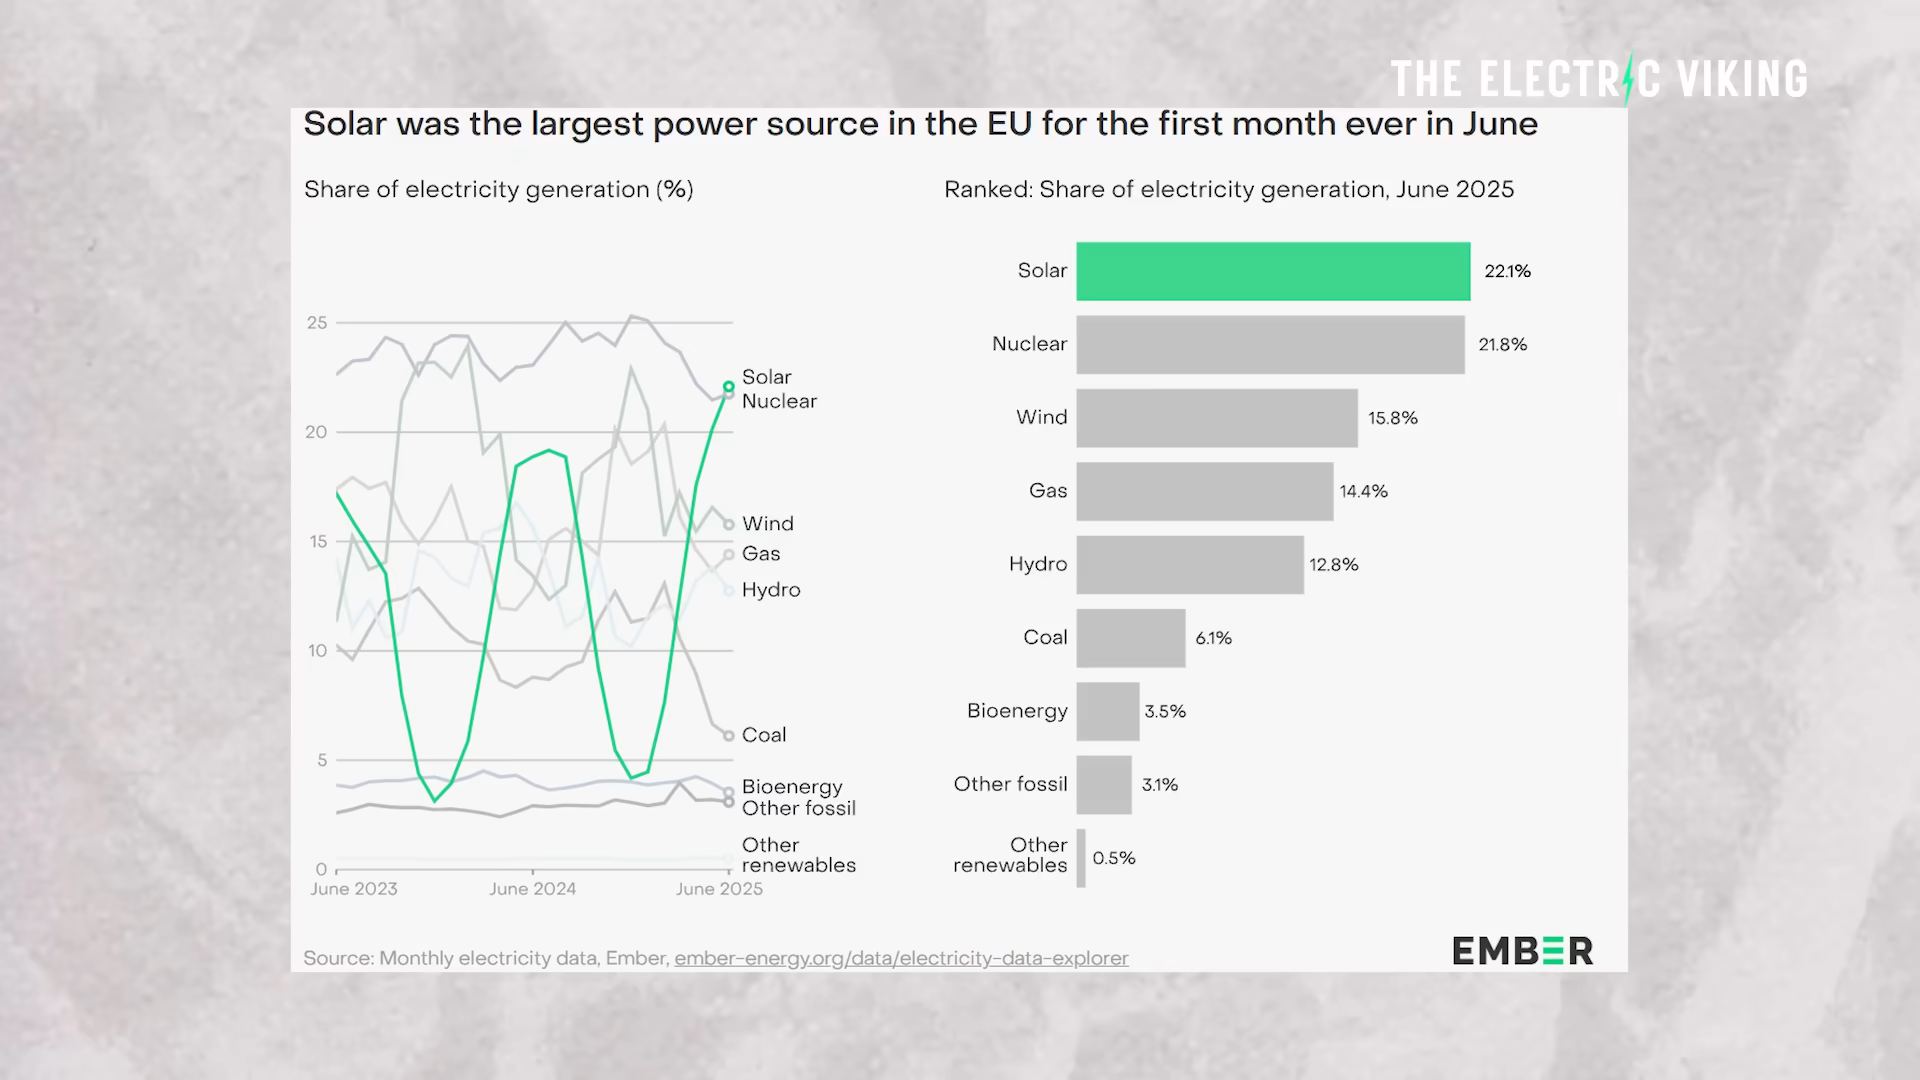 THE ELECTRIC VIKING
Solar was the largest power source in the EU for the first month ever in June
Share of electricity generation (%)
25
20
15
10
5
0
June 2023
June 2024
June 2025
Solar
Nuclear
Wind
Gas
Hydro
Coal
Bioenergy
Other fossil
Other
renewables
Ranked: Share of electricity generation, June 2025
Solar 22.1%
Nuclear 21.8%
Wind 15.8%
Gas 14.4%
Hydro 12.8%
Coal 6.1%
Bioenergy 3.5%
Other fossil 3.1%
Other
renewables 0.5%
Source: Monthly electricity data, Ember, ember-energy.org/data/electricity-data-explorer
EMBER